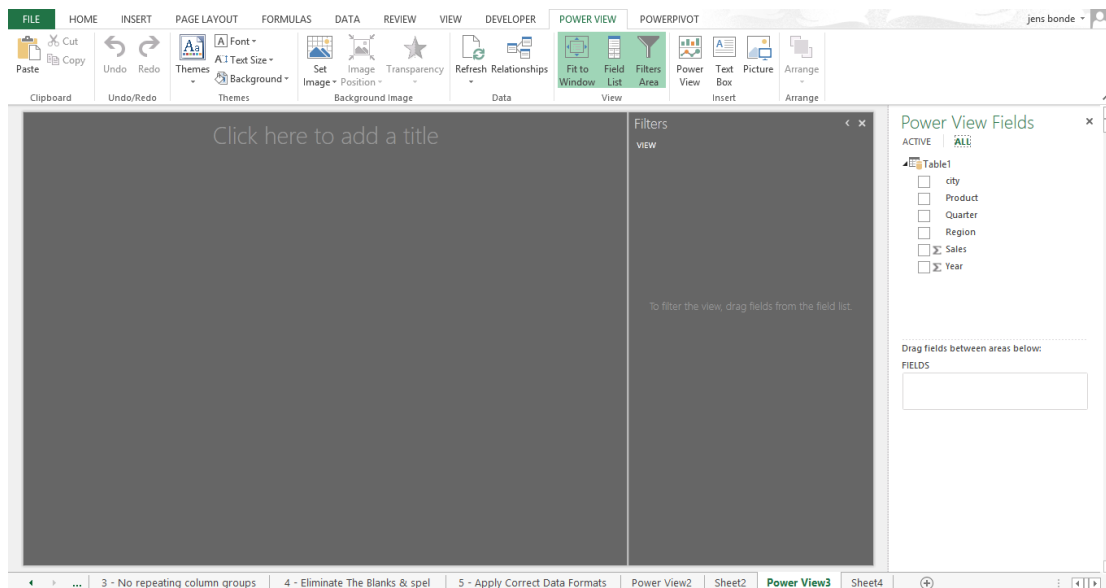 FILE HOME INSERT PAGE LAYOUT FORMULAS DATA REVIEW VIEW DEVELOPER POWER VIEW POWERPIVOT jens bonde
Paste
Cut
Copy
Clipboard
Undo Redo
Undo/Redo
Aa
Themes
A Font
A Text Size
Background
Themes
Set Image
Image Position
Transparency
Background Image
Refresh Relationships
Data
Fit to Window
Field List
Filters Area
View
Power View
A
Text Box
Picture
Insert
Arrange
Arrange
Click here to add a title
Filters
VIEW
To filter the view, drag fields from the field list.
Power View Fields
ACTIVE ALL
Table1
city
Product
Quarter
Region
Σ Sales
Σ Year
Drag fields between areas below:
FIELDS
... 3 - No repeating column groups 4 - Eliminate The Blanks & spel 5 - Apply Correct Data Formats Power View2 Sheet2 Power View3 Sheet4